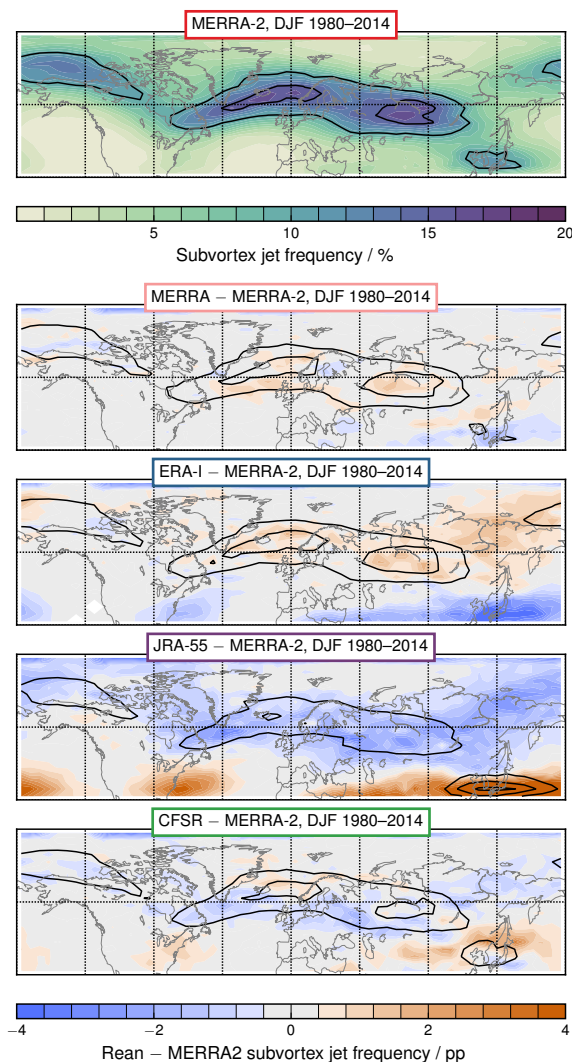 MERRA-2, DJF 1980–2014
5 10 15 20
Subvortex jet frequency / %
MERRA − MERRA-2, DJF 1980–2014
ERA-I − MERRA-2, DJF 1980–2014
JRA-55 − MERRA-2, DJF 1980–2014
CFSR − MERRA-2, DJF 1980–2014
−4 −2 0 2 4
Rean − MERRA2 subvortex jet frequency / pp